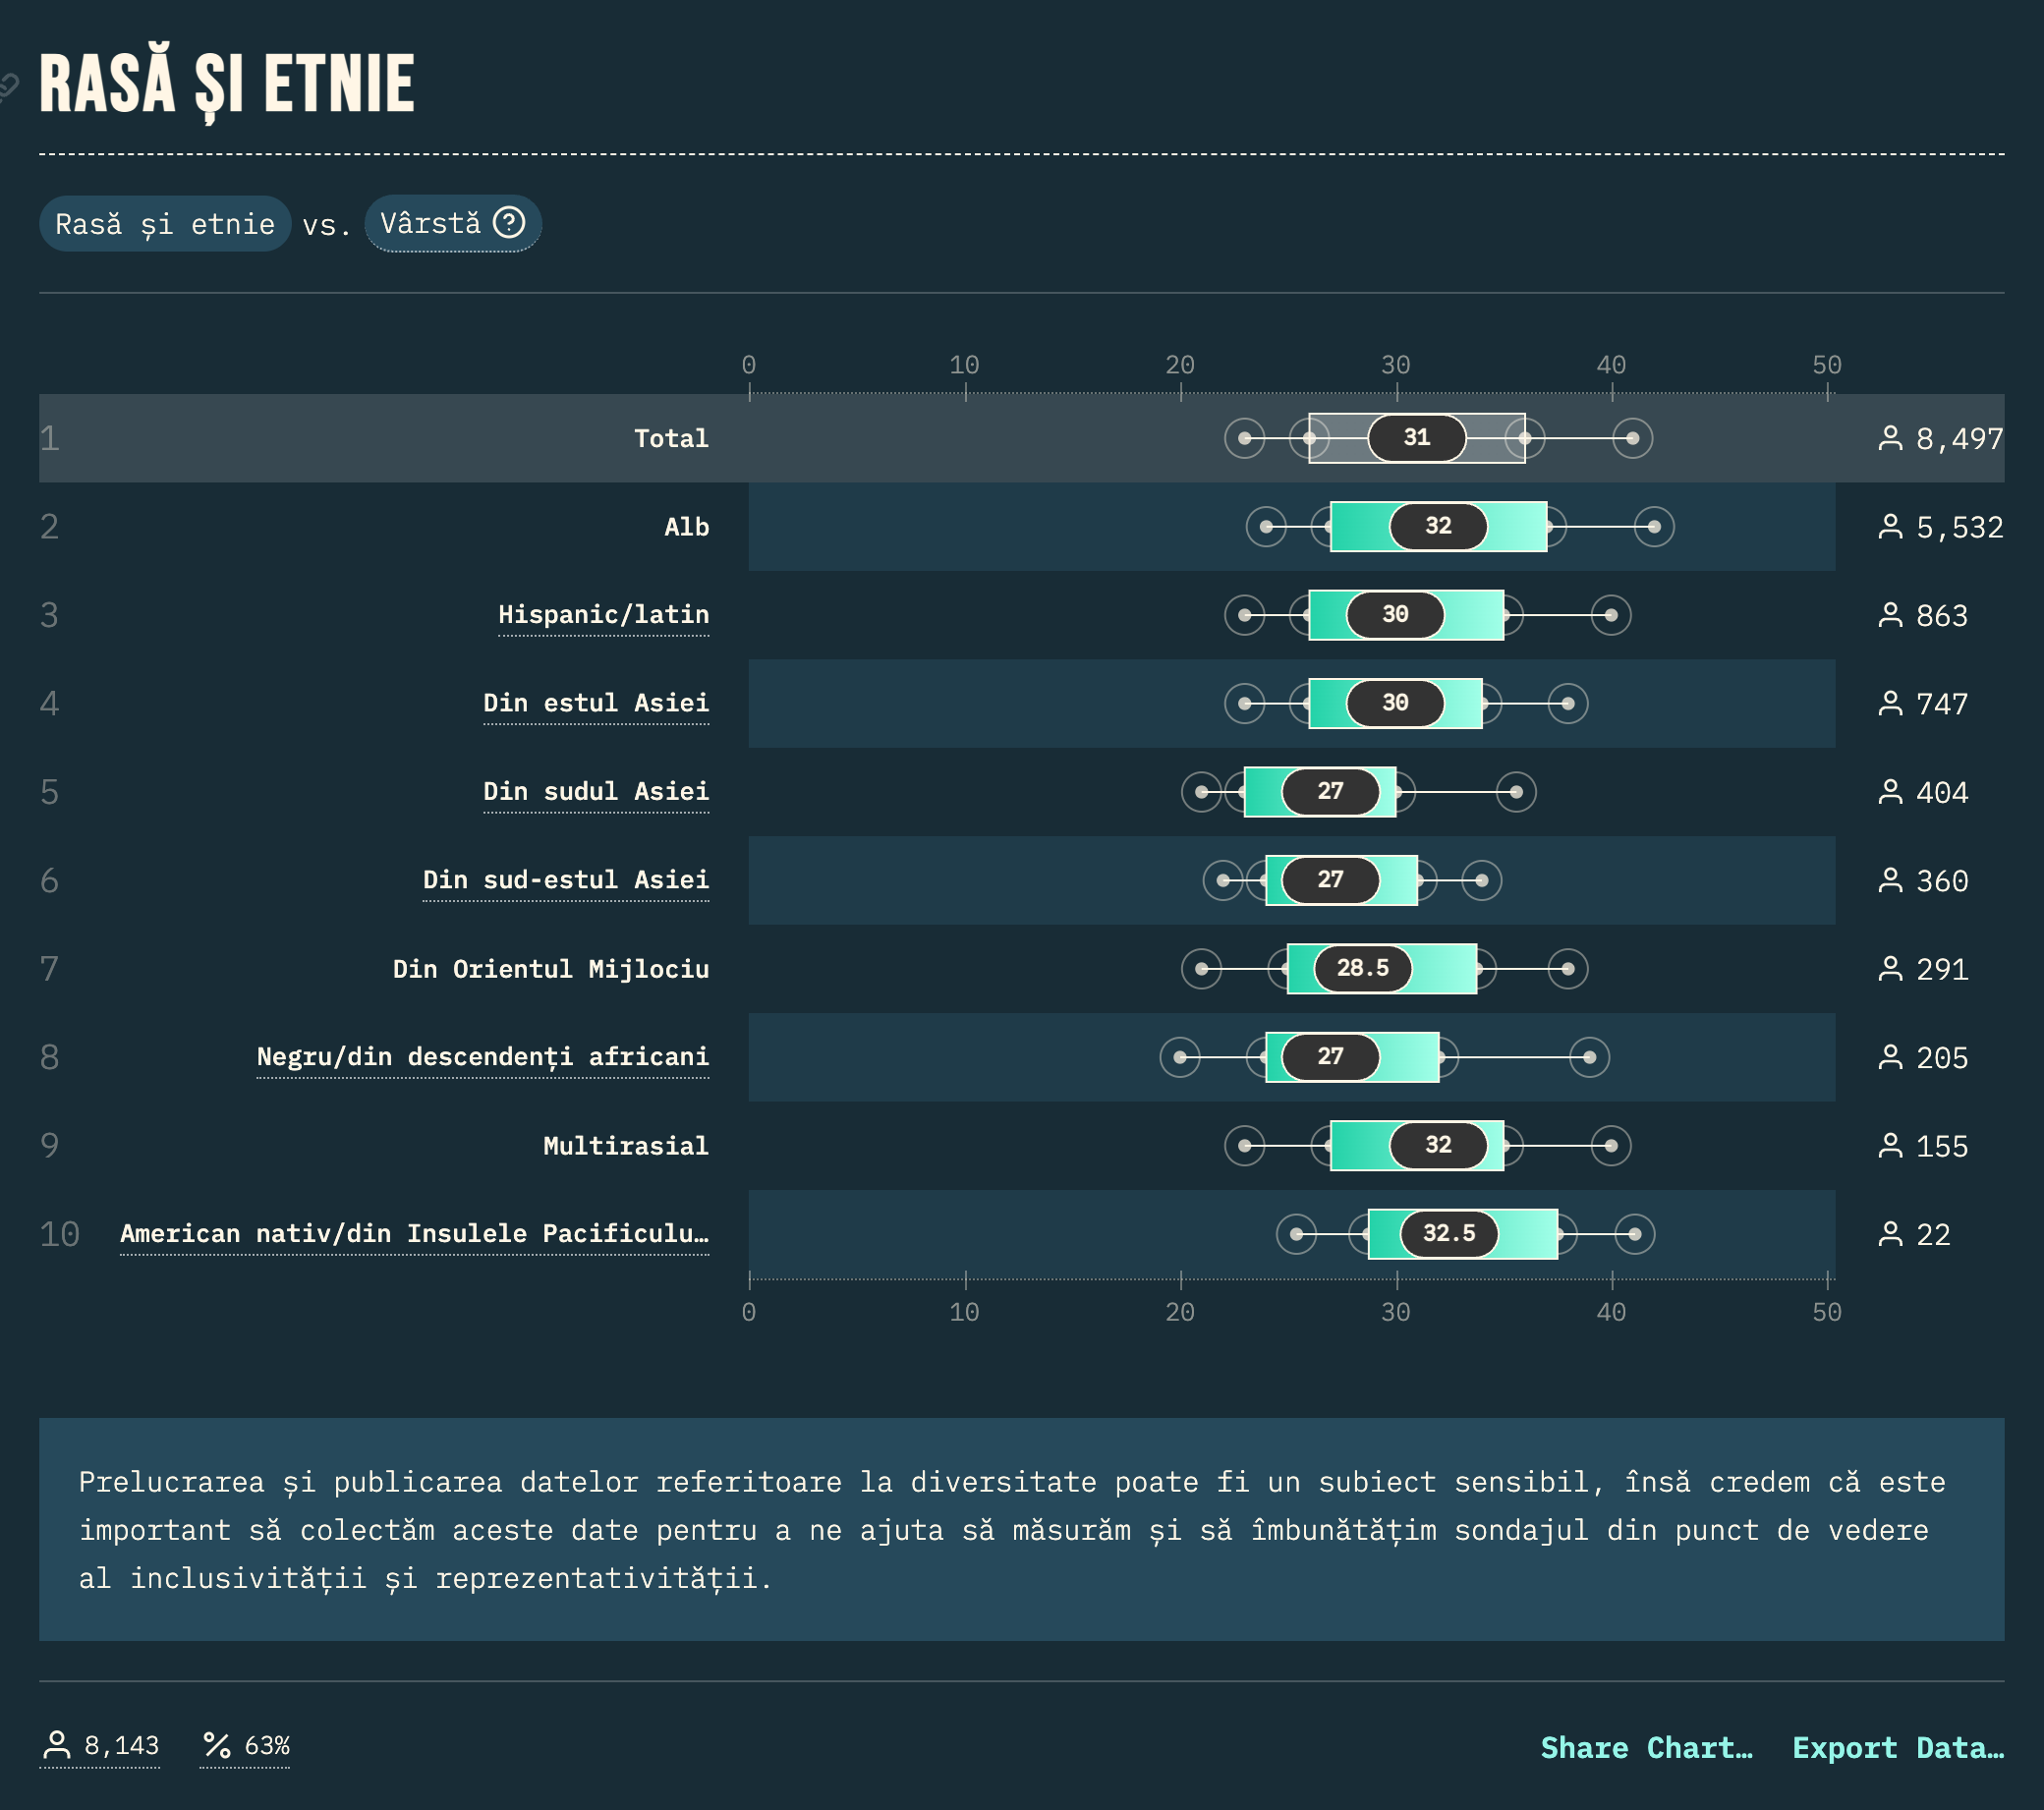 RASĂ ȘI ETNIE
Rasă și etnie vs. Vârstă ?
0 10 20 30 40 50
1 Total 31 8,497
2 Alb 32 5,532
3 Hispanic/latin 30 863
4 Din estul Asiei 30 747
5 Din sudul Asiei 27 404
6 Din sud-estul Asiei 27 360
7 Din Orientul Mijlociu 28.5 291
8 Negru/din descendenți africani 27 205
9 Multirasial 32 155
10 American nativ/din Insulele Pacificulu… 32.5 22
0 10 20 30 40 50
Prelucrarea și publicarea datelor referitoare la diversitate poate fi un subiect sensibil, însă credem că este
important să colectăm aceste date pentru a ne ajuta să măsurăm și să îmbunătățim sondajul din punct de vedere
al inclusivității și reprezentativității.
8,143 % 63% Share Chart… Export Data…